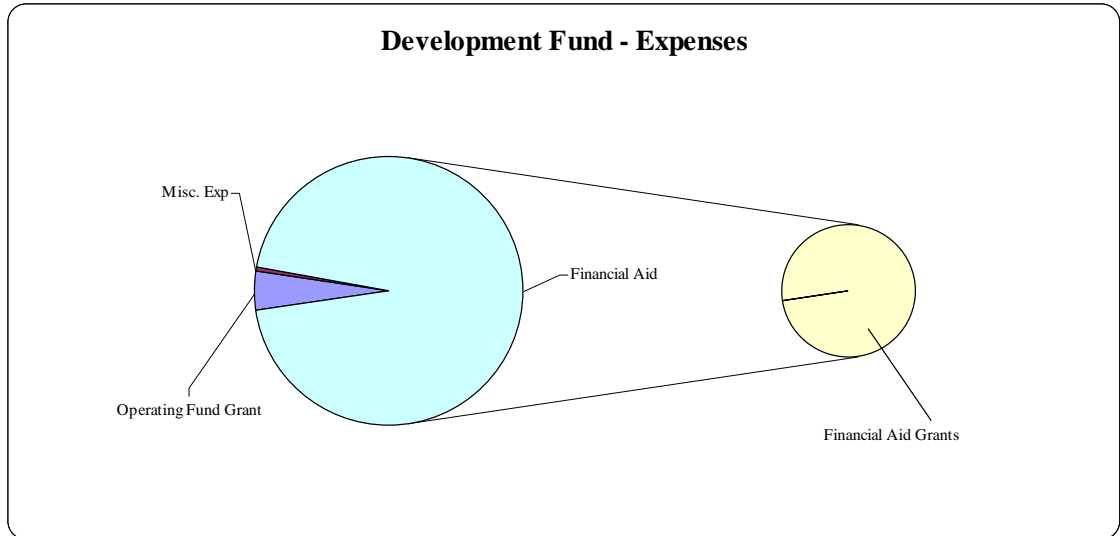 Development Fund - Expenses
Misc. Exp
Financial Aid
Operating Fund Grant
Financial Aid Grants